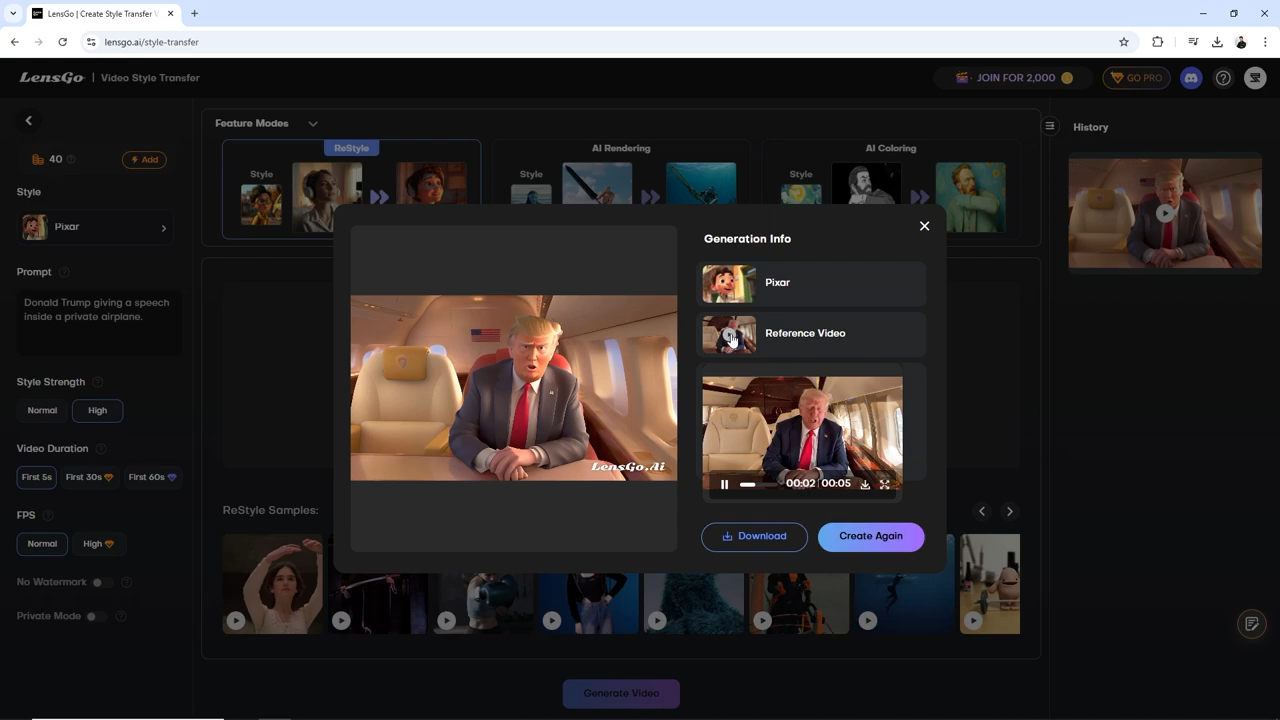 LensGo | Create Style Transfer V
lensgo.ai/style-transfer
LensGo | Video Style Transfer
JOIN FOR 2,000
GO PRO
40
Add
Style
Pixar
Prompt
Donald Trump giving a speech
inside a private airplane.
Style Strength
Normal High
Video Duration
First 5s First 30s First 60s
FPS
Normal High
No Watermark
Private Mode
Feature Modes
ReStyle
Style
AI Rendering
Style
AI Coloring
Style
History
Generation Info
Pixar
Reference Video
LensGo.Ai
00:02 00:05
Download
Create Again
ReStyle Samples:
Generate Video